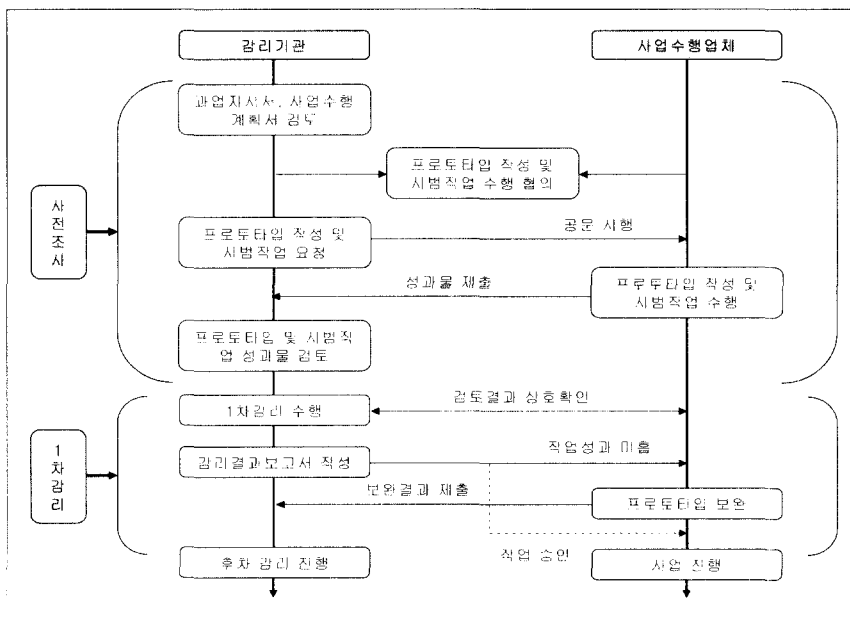 감리기관
사업수행업체
과업지시서, 사업수행
계획서 검토
프로토타입 작성 및
시범작업 수행 협의
사
전
조
사
프로토타입 작성 및
시범작업 요청
공문 시행
성과물 제출
프로토타입 작성 및
시범작업 수행
프로토타입 및 시범작
업 성과물 검토
1차감리 수행
검토결과 상호확인
1
차
감
리
감리결과보고서 작성
작업성과 미흡
보완결과 제출
프로토타입 보완
작업 승인
후차 감리 진행
사업 진행